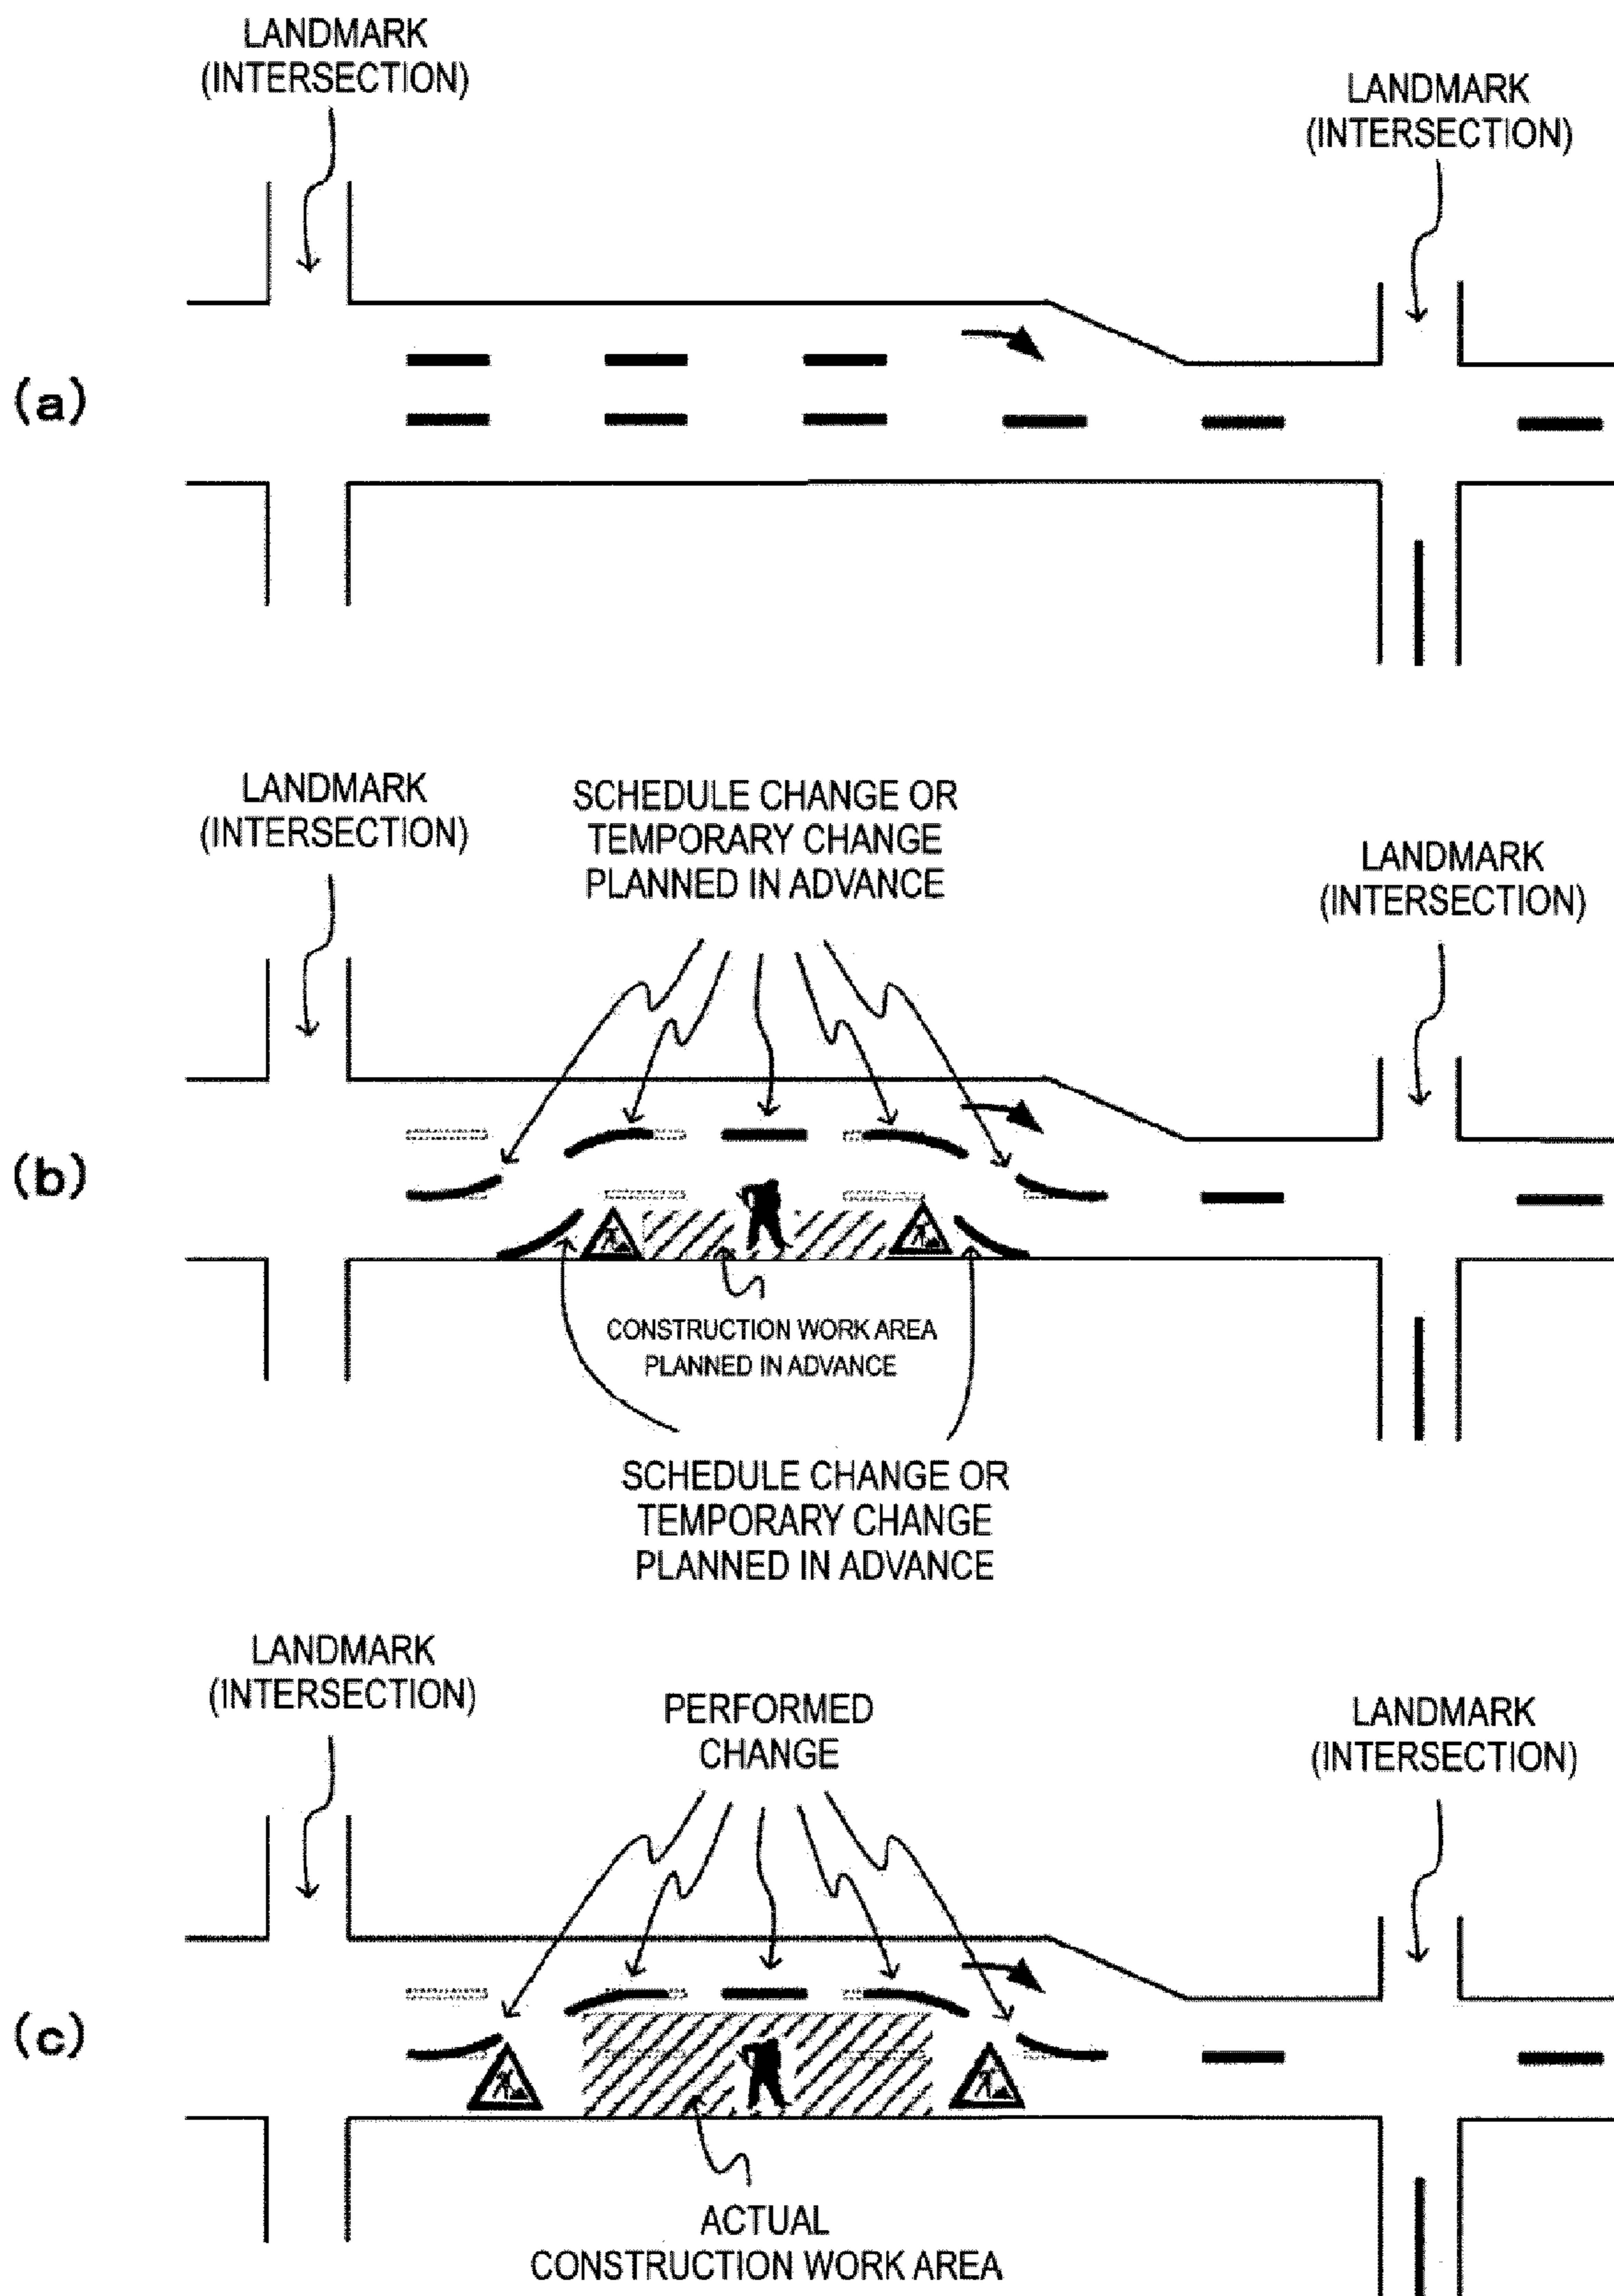 LANDMARK
(INTERSECTION)
LANDMARK
(INTERSECTION)
(a)
LANDMARK
(INTERSECTION)
SCHEDULE CHANGE OR
TEMPORARY CHANGE
PLANNED IN ADVANCE
LANDMARK
(INTERSECTION)
(b)
CONSTRUCTION WORK AREA
PLANNED IN ADVANCE
SCHEDULE CHANGE OR
TEMPORARY CHANGE
PLANNED IN ADVANCE
LANDMARK
(INTERSECTION)
PERFORMED
CHANGE
LANDMARK
(INTERSECTION)
(c)
ACTUAL
CONSTRUCTION WORK AREA